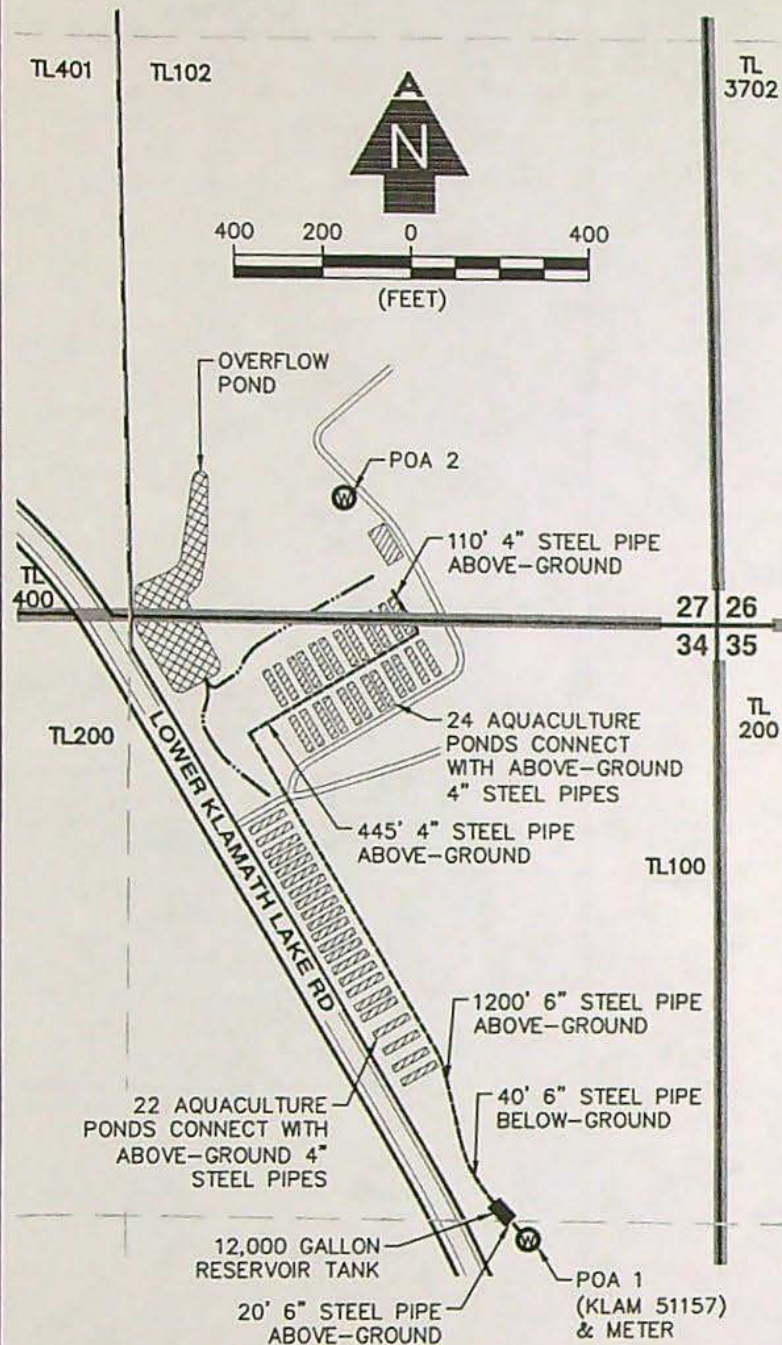 TL401
TL102
TL
3702
N
400 200 0 400
(FEET)
OVERFLOW
POND
POA 2
W
110' 4" STEEL PIPE
ABOVE-GROUND
TL
400
27 26
34 35
TL200
TL
200
24 AQUACULTURE
PONDS CONNECT
WITH ABOVE-GROUND
4" STEEL PIPES
LOWER KLAMATH LAKE RD
445' 4" STEEL PIPE
ABOVE-GROUND
TL100
1200' 6" STEEL PIPE
ABOVE-GROUND
22 AQUACULTURE
PONDS CONNECT WITH
ABOVE-GROUND 4"
STEEL PIPES
40' 6" STEEL PIPE
BELOW-GROUND
12,000 GALLON
RESERVOIR TANK
W
20' 6" STEEL PIPE
ABOVE-GROUND
POA 1
(KLAM 51157)
& METER